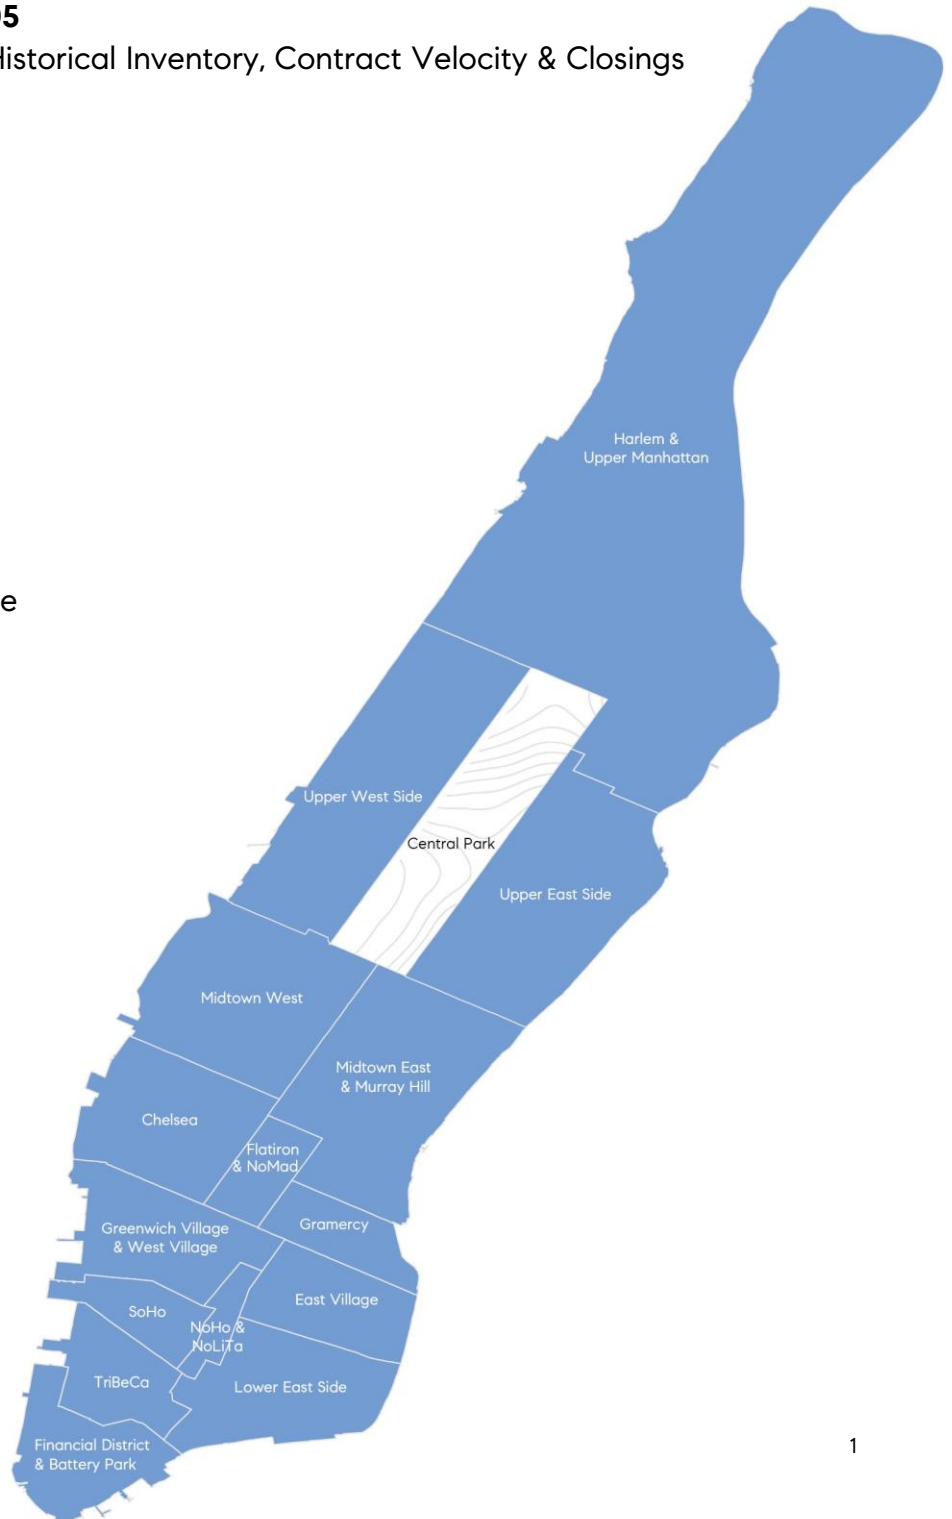 05
Historical Inventory, Contract Velocity & Closings
Harlem &
Upper Manhattan
e
Upper West Side
Central Park
Upper East Side
Midtown West
Midtown East
& Murray Hill
Chelsea
Flatiron
& NoMad
Gramercy
Greenwich Village
& West Village
East Village
SoHo
NoHo &
NoLiTa
TriBeCa
Lower East Side
Financial District
& Battery Park
1